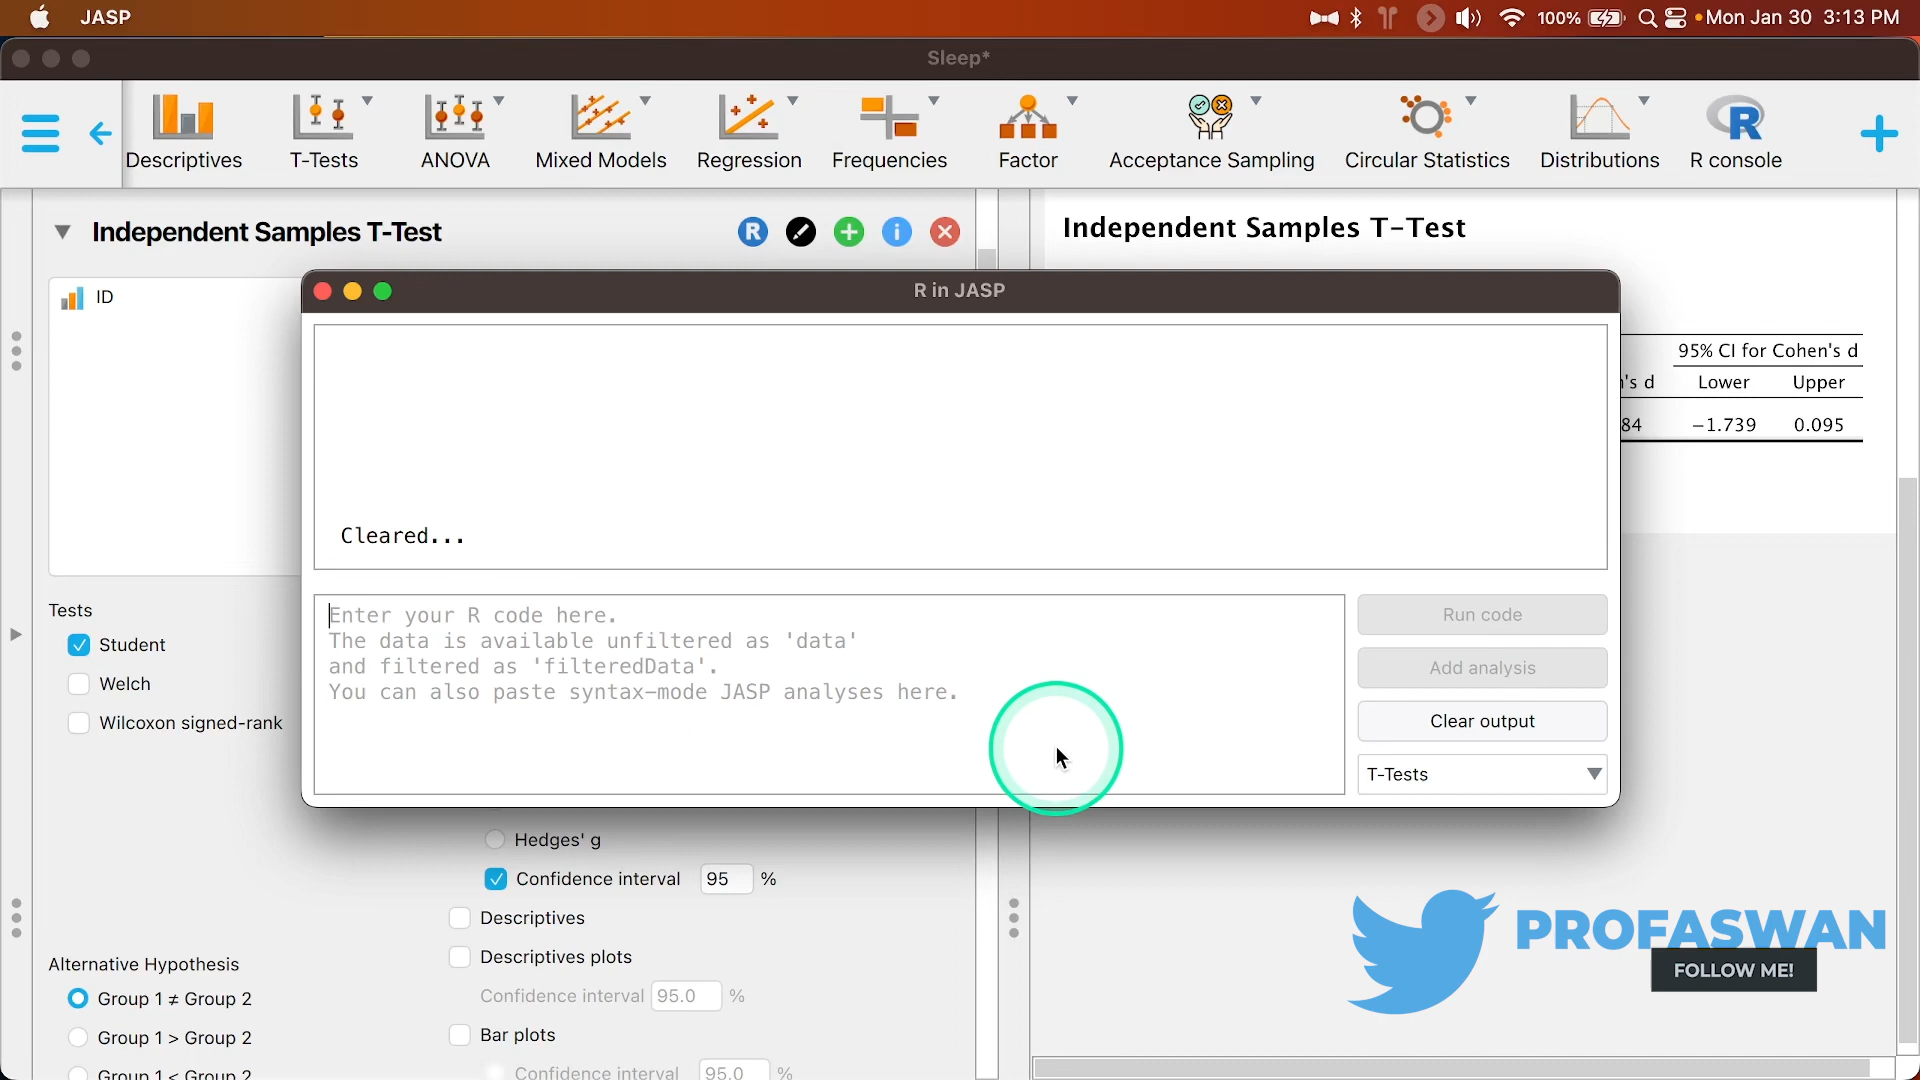 JASP
100%
Mon Jan 30 3:13 PM
Sleep*
Descriptives
T-Tests
ANOVA
Mixed Models
Regression
Frequencies
Factor
Acceptance Sampling
Circular Statistics
Distributions
R console
Independent Samples T-Test
R
i
Independent Samples T-Test
ID
R in JASP
95% CI for Cohen's d
's d
Lower
Upper
84
−1.739
0.095
Cleared...
Enter your R code here.
The data is available unfiltered as 'data'
and filtered as 'filteredData'.
You can also paste syntax-mode JASP analyses here.
Run code
Add analysis
Clear output
T-Tests
Tests
Student
Welch
Wilcoxon signed-rank
Hedges' g
Confidence interval 95 %
Descriptives
Descriptives plots
Confidence interval 95.0 %
Bar plots
Confidence interval 95.0 %
Alternative Hypothesis
Group 1 ≠ Group 2
Group 1 > Group 2
Group 1 < Group 2
PROFASWAN
FOLLOW ME!